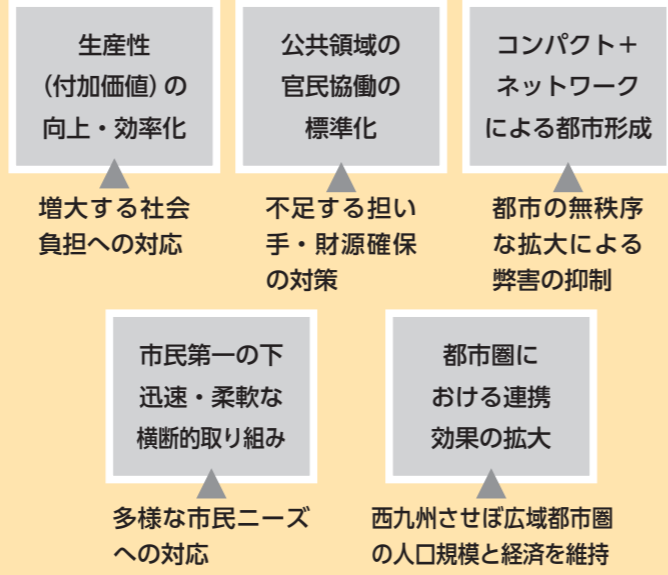 生産性
(付加価値)の
向上・効率化
増大する社会
負担への対応
公共領域の
官民協働の
標準化
不足する担い
手・財源確保
の対策
コンパクト+
ネットワーク
による都市形成
都市の無秩序
な拡大による
弊害の抑制
市民第一の下
迅速・柔軟な
横断的取り組み
多様な市民ニーズ
への対応
都市圏に
おける連携
効果の拡大
西九州させぼ広域都市圏
の人口規模と経済を維持